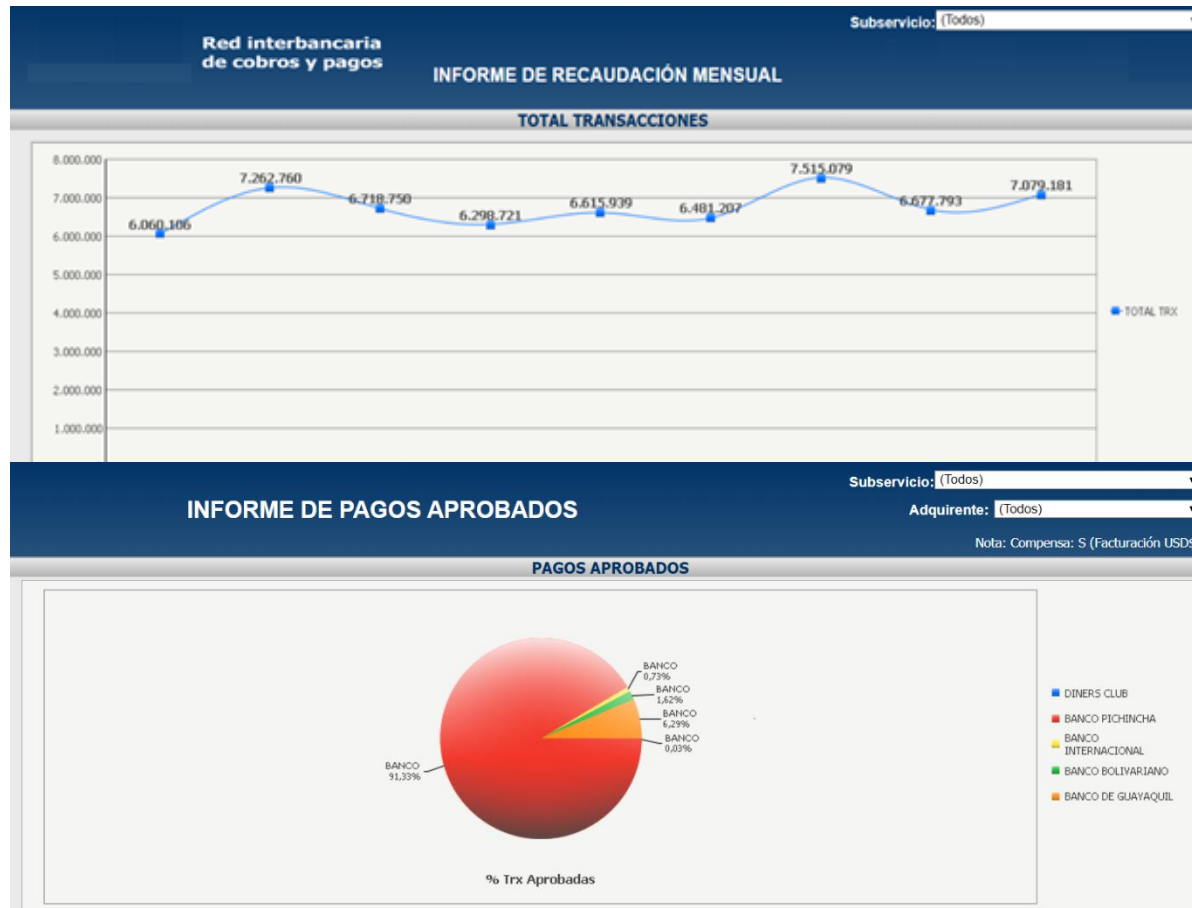 Subservicio: (Todos)
Red interbancaria
de cobros y pagos
INFORME DE RECAUDACIÓN MENSUAL
TOTAL TRANSACCIONES
8.000.000
7.000.000
6.000.000
5.000.000
4.000.000
3.000.000
2.000.000
1.000.000
6.060.106
7.262.760
6.718.750
6.298.721
6.615.939
6.481.207
7.515.079
6.677.793
7.079.181
TOTAL TRX
Subservicio: (Todos)
INFORME DE PAGOS APROBADOS
Adquirente: (Todos)
Nota: Compensa: S (Facturación USD$
PAGOS APROBADOS
BANCO
0,73%
BANCO
1,62%
BANCO
6,29%
BANCO
0,03%
BANCO
91,33%
% Trx Aprobadas
DINERS CLUB
BANCO PICHINCHA
BANCO
INTERNACIONAL
BANCO BOLIVARIANO
BANCO DE GUAYAQUIL